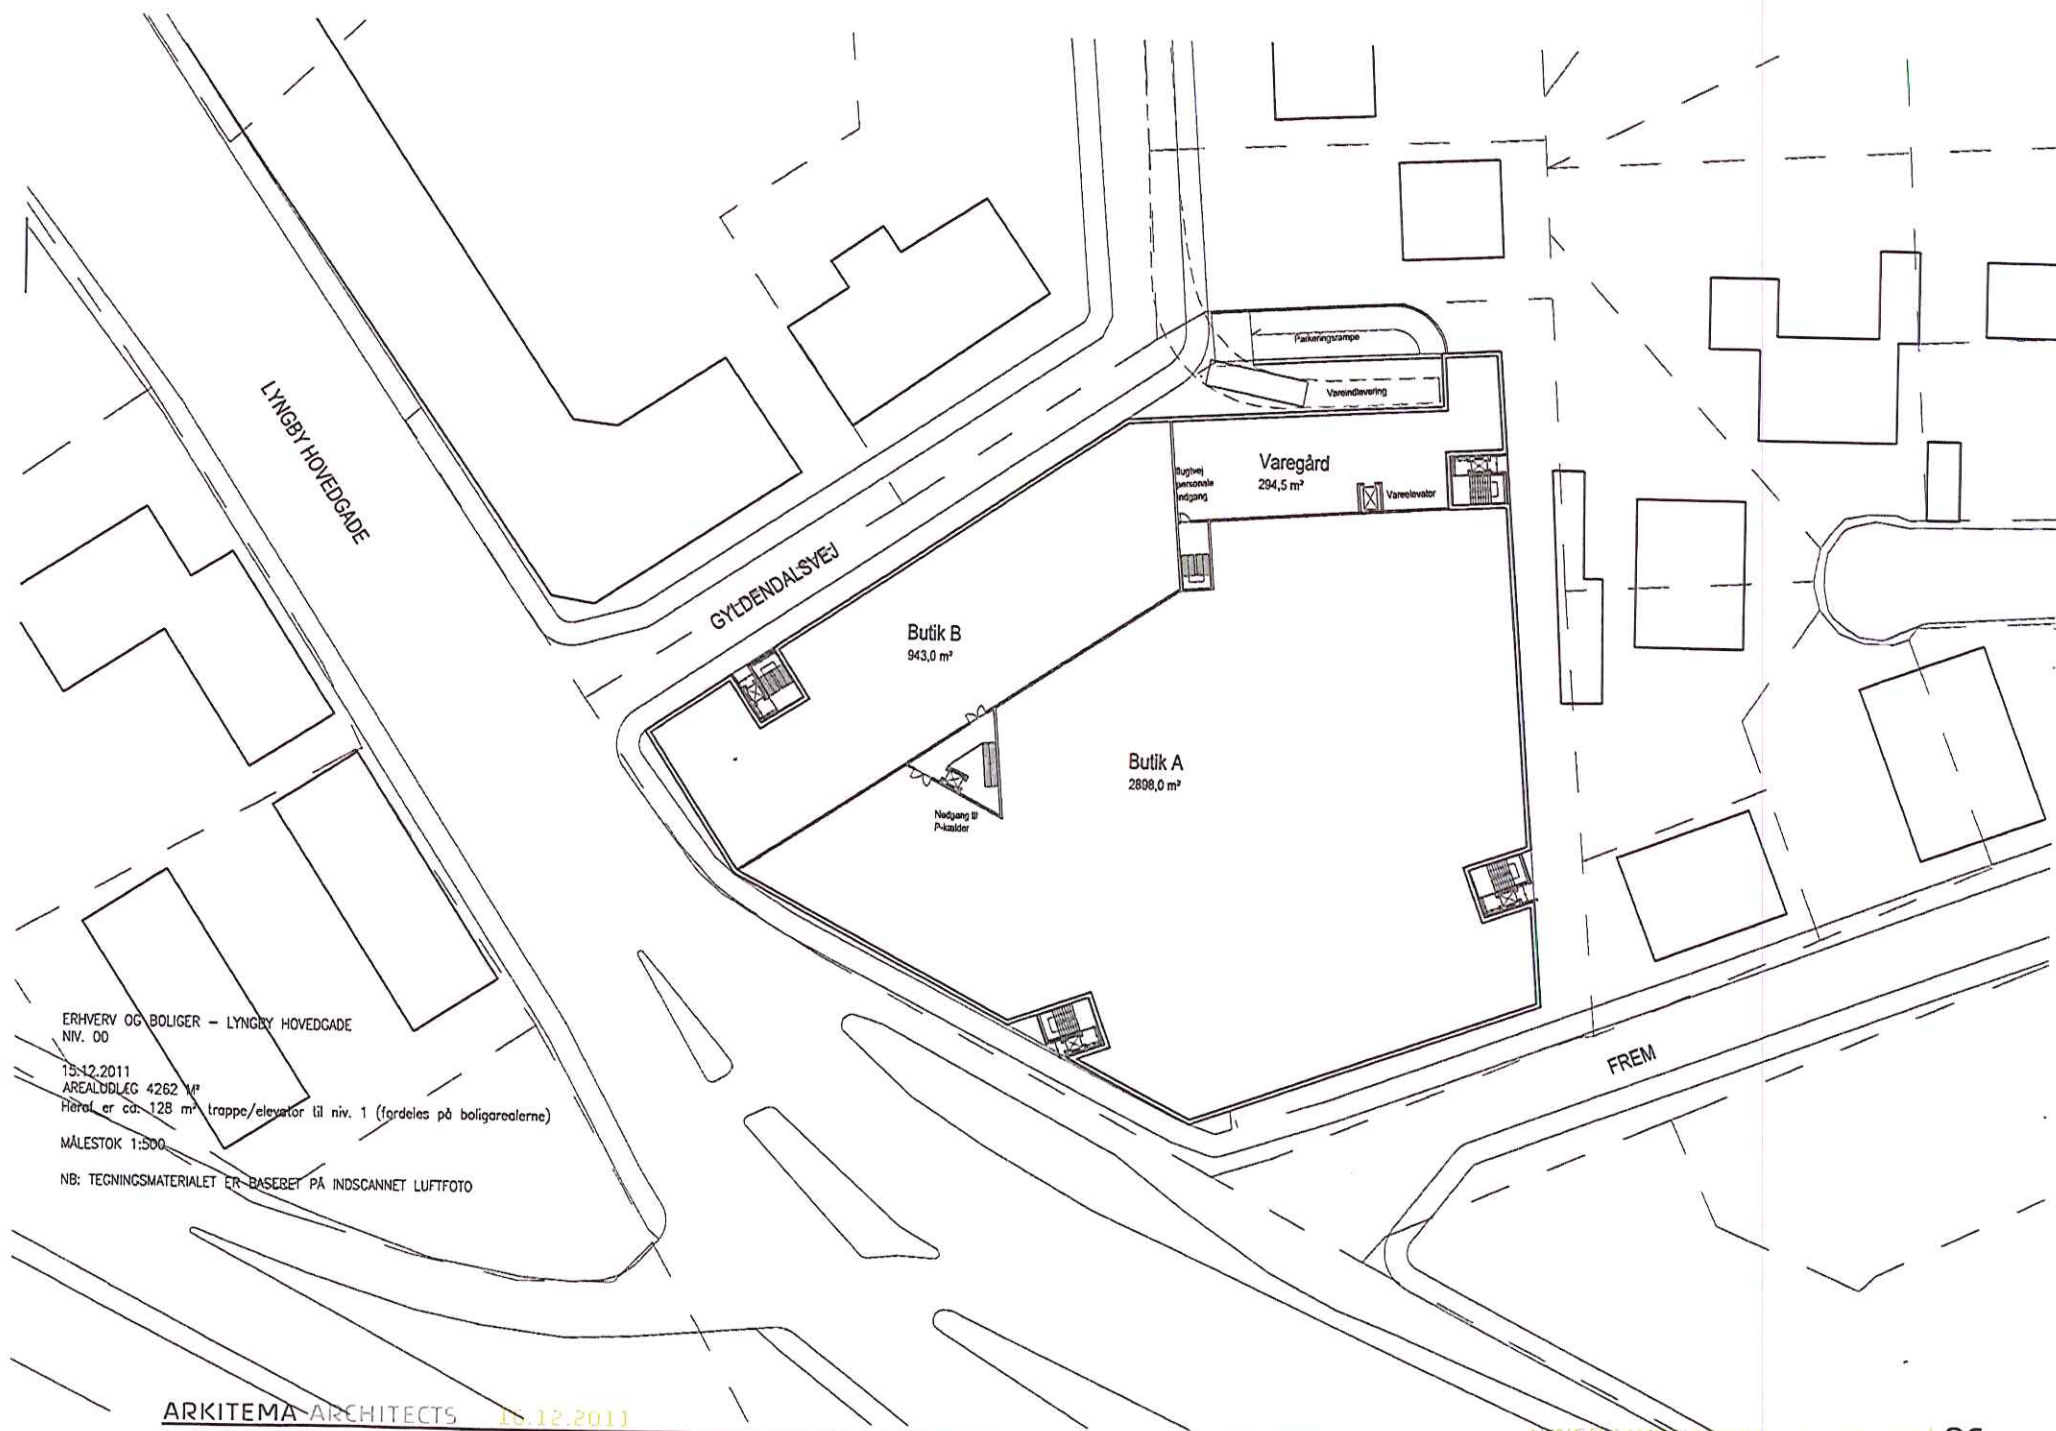 LYNGBY HOVEDGADE
GYLDENDALSVEJ
Parkeringsrampe
Vareindlevering
Varegård
294,5 m²
flugtvej
personale
indgang
Vareelevator
Butik B
943,0 m²
Butik A
2898,0 m²
Nedgang til
P-kælder
FREM
ERHVERV OG BOLIGER – LYNGBY HOVEDGADE
NIV. 00
15.12.2011
AREALUDLÆG 4262 M²
Heraf er ca. 128 m² trappe/elevator til niv. 1 (fordeles på boligarealerne)
MÅLESTOK 1:500
NB: TEGNINGSMATERIALET ER BASERET PÅ INDSCANNET LUFTFOTO
ARKITEMA ARCHITECTS 16.12.2011